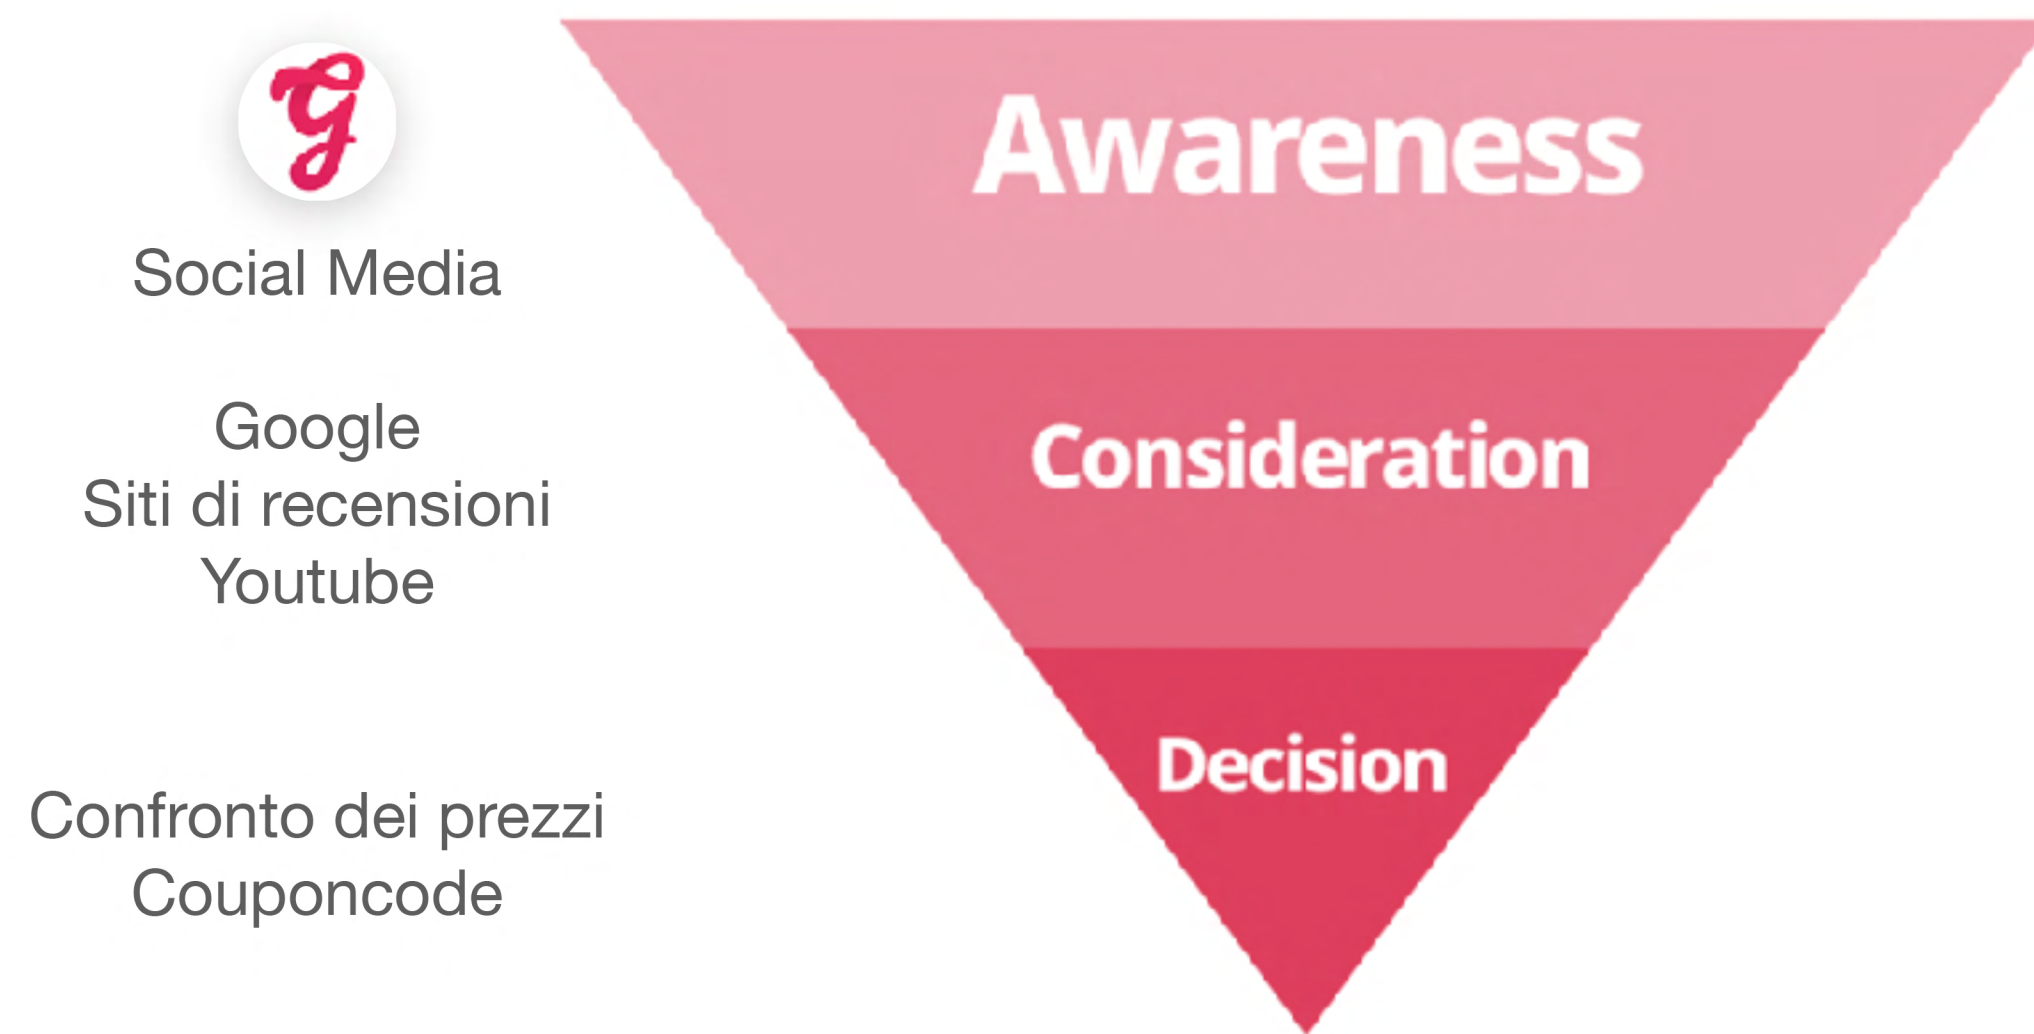 G
Social Media
Awareness
Google
Siti di recensioni
Youtube
Consideration
Confronto dei prezzi
Couponcode
Decision